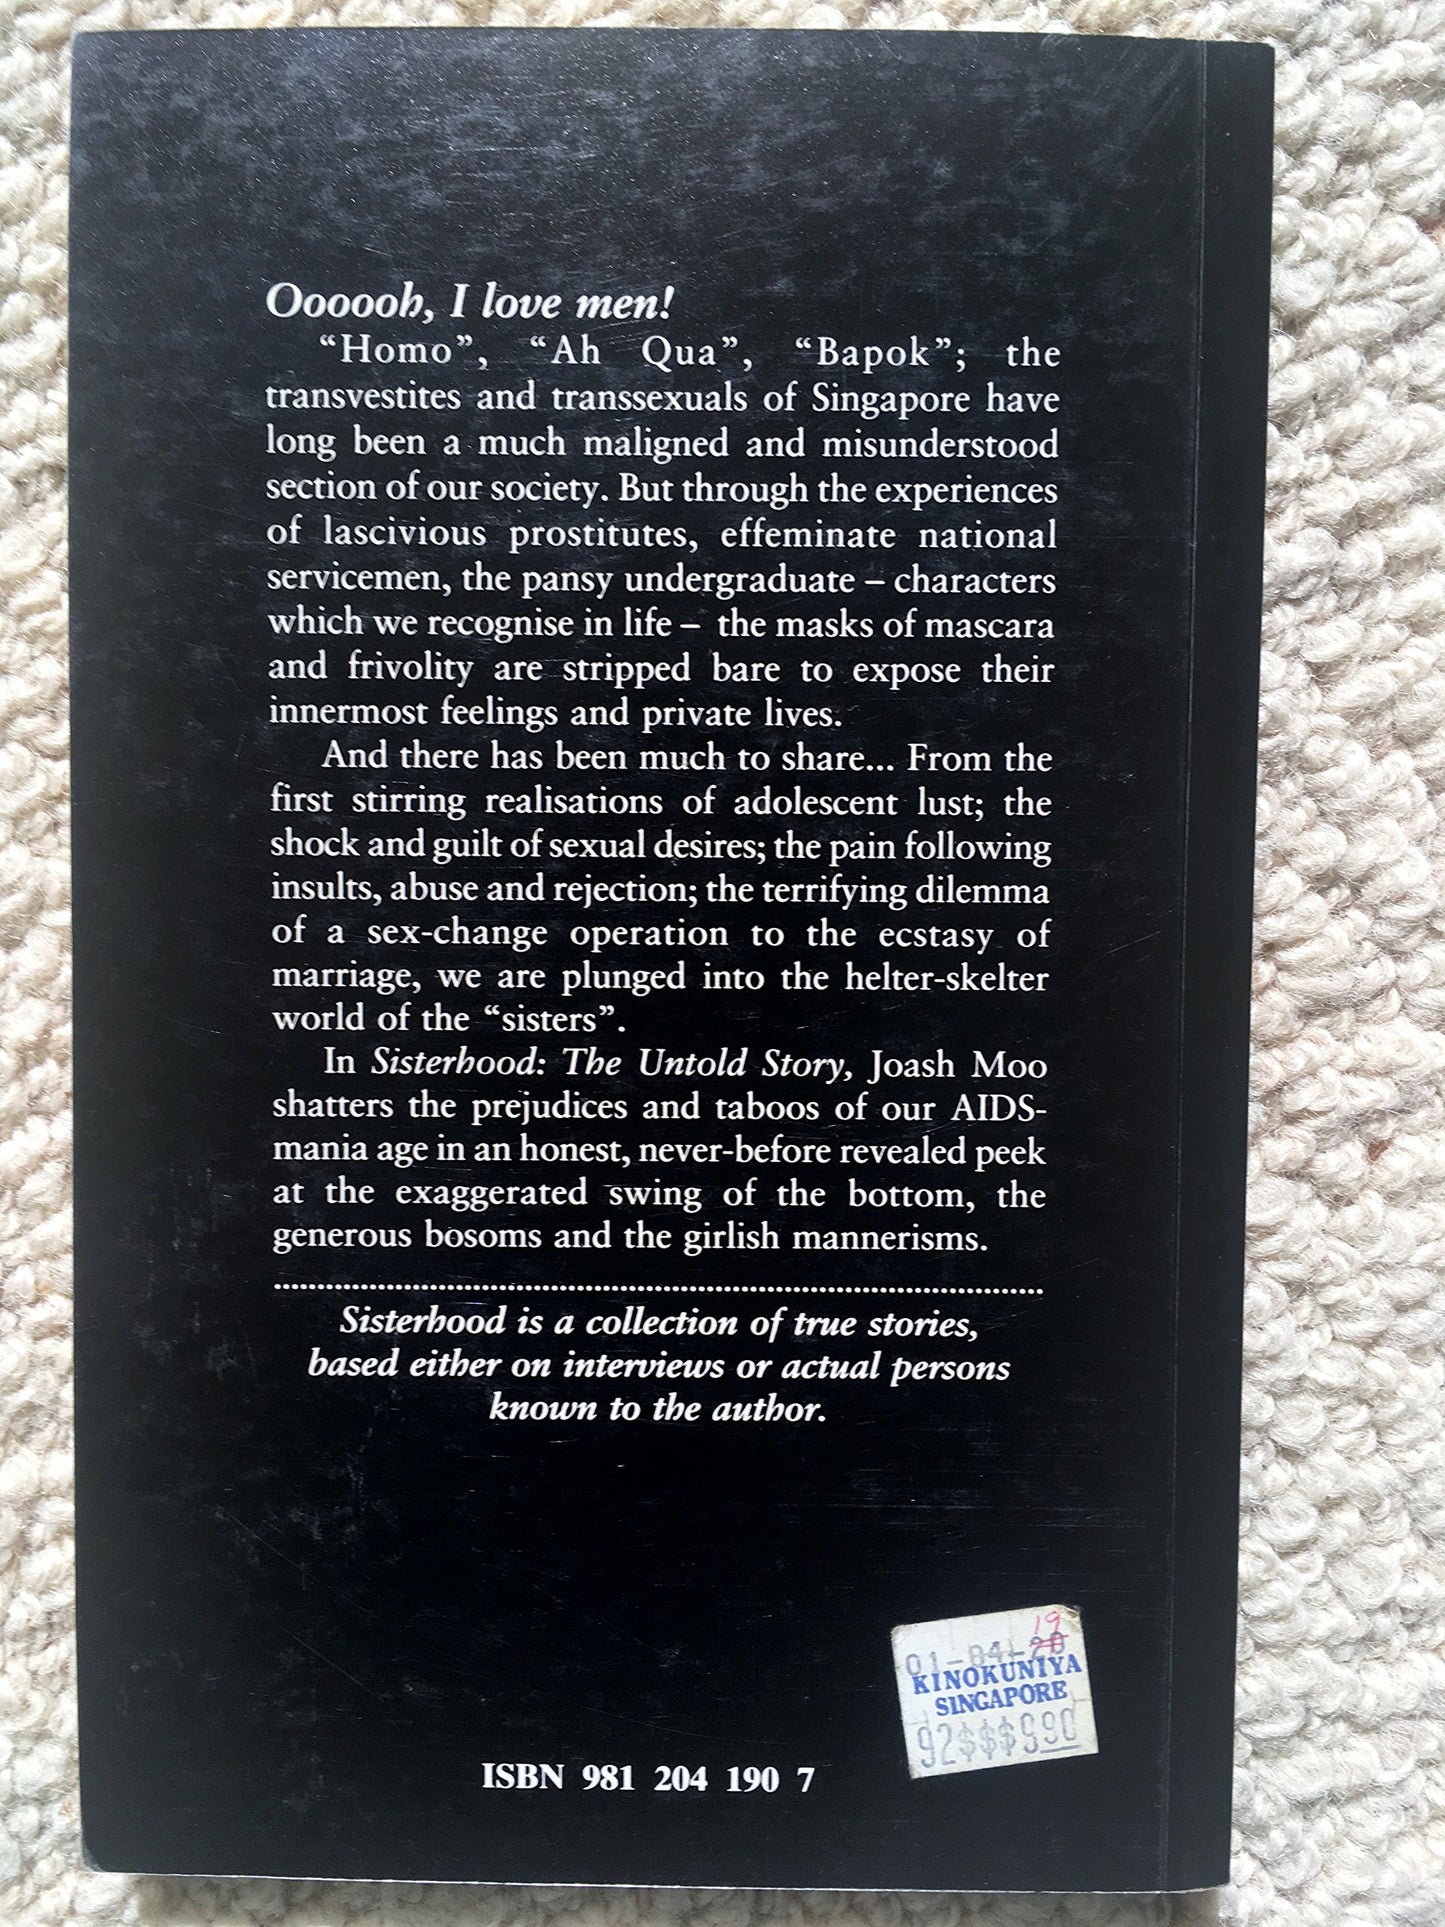 Oooooh, I love men!
“Homo”, “Ah Qua”, “Bapok”; the
transvestites and transsexuals of Singapore have
long been a much maligned and misunderstood
section of our society. But through the experiences
of lascivious prostitutes, effeminate national
servicemen, the pansy undergraduate – characters
which we recognise in life – the masks of mascara
and frivolity are stripped bare to expose their
innermost feelings and private lives.
And there has been much to share... From the
first stirring realisations of adolescent lust; the
shock and guilt of sexual desires; the pain following
insults, abuse and rejection; the terrifying dilemma
of a sex-change operation to the ecstasy of
marriage, we are plunged into the helter-skelter
world of the “sisters”.
In Sisterhood: The Untold Story, Joash Moo
shatters the prejudices and taboos of our AIDS-
mania age in an honest, never-before revealed peek
at the exaggerated swing of the bottom, the
generous bosoms and the girlish mannerisms.
Sisterhood is a collection of true stories,
based either on interviews or actual persons
known to the author.
19
01-04-20
KINOKUNIYA
SINGAPORE
92$$$9.90
ISBN 981 204 190 7